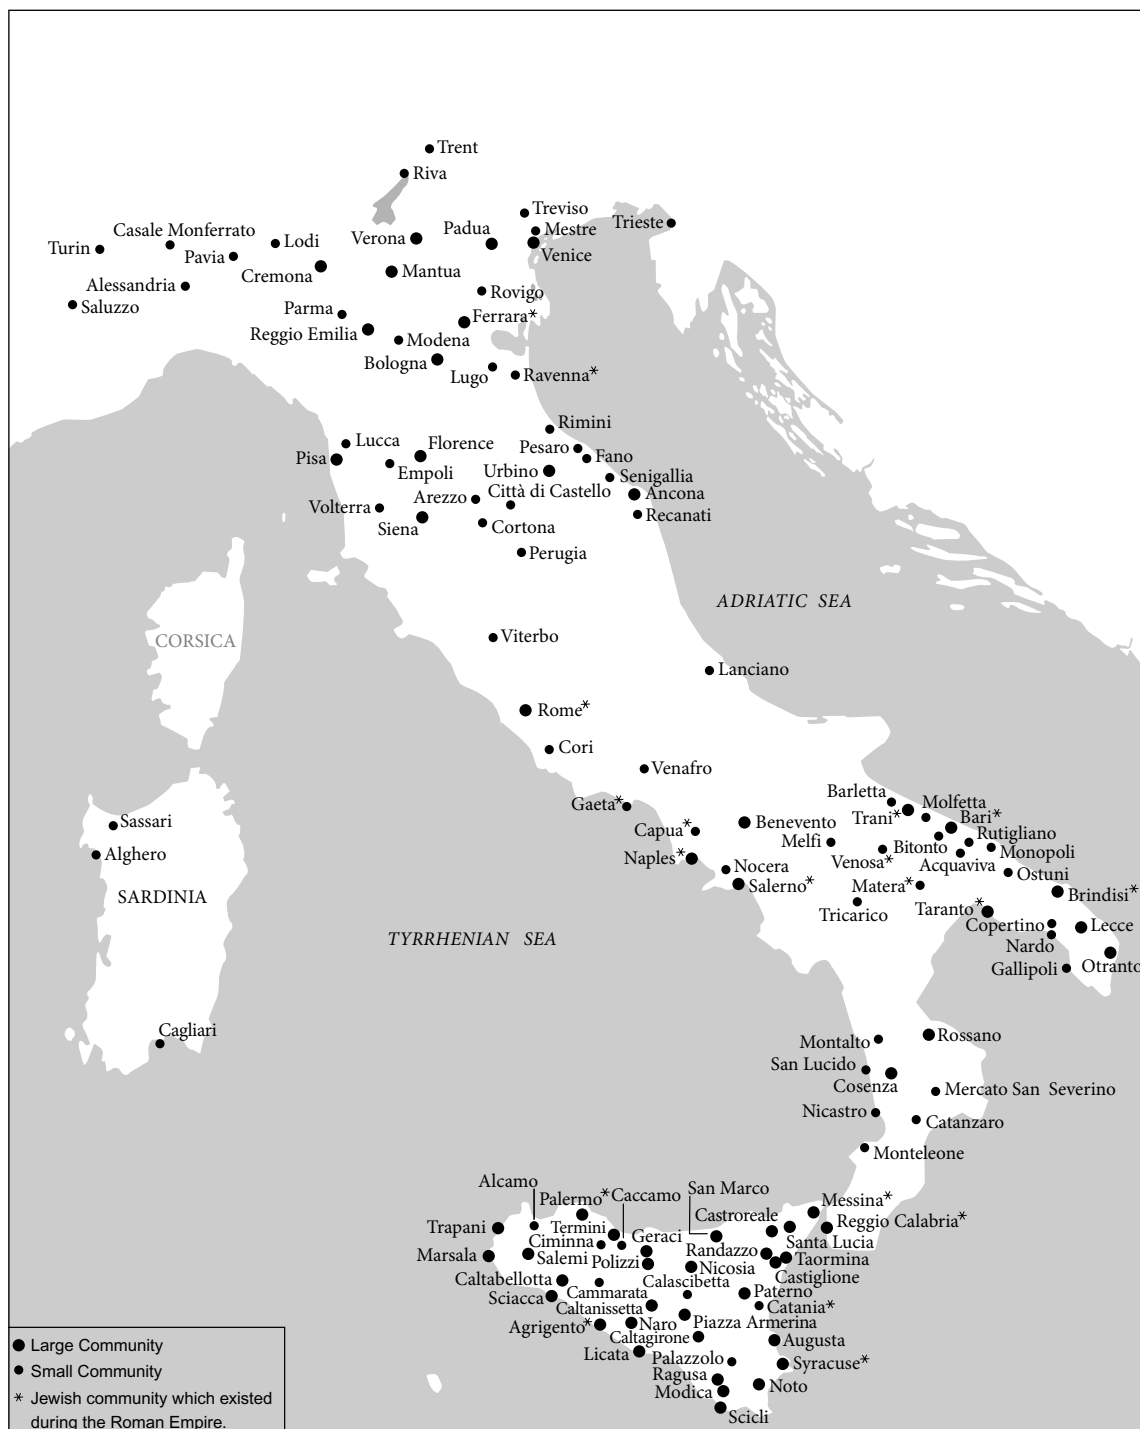 Trent
Riva
Treviso
Mestre
Venice
Trieste
Padua
Verona
Casale Monferrato
Lodi
Turin
Pavia
Cremona
Mantua
Alessandria
Saluzzo
Rovigo
Parma
Ferrara*
Reggio Emilia
Modena
Bologna
Lugo
Ravenna*
Rimini
Lucca
Florence
Pesaro
Fano
Pisa
Empoli
Urbino
Senigallia
Arezzo
Città di Castello
Ancona
Volterra
Recanati
Siena
Cortona
Perugia
ADRIATIC SEA
CORSICA
Viterbo
Lanciano
Rome*
Cori
Venafro
Gaeta*
Barletta
Molfetta
Trani*
Bari*
Sassari
Capua*
Benevento
Melfi
Rutigliano
Bitonto
Monopoli
Alghero
Naples*
Venosa*
Acquaviva
Nocera
Ostuni
Salerno*
Matera*
Brindisi*
SARDINIA
Tricarico
Taranto*
Copertino
Lecce
TYRRHENIAN SEA
Nardo
Gallipoli
Otranto
Cagliari
Montalto
Rossano
San Lucido
Cosenza
Mercato San Severino
Nicastro
Catanzaro
Monteleone
Alcamo
San Marco
Palermo*
Caccamo
Messina*
Trapani
Termini
Castroreale
Reggio Calabria*
Ciminna
Geraci
Santa Lucia
Marsala
Salemi
Polizzi
Randazzo
Taormina
Nicosia
Castiglione
Caltabellotta
Cammarata
Calascibetta
Paterno
Sciacca
Caltanissetta
Catania*
Agrigento*
Naro
Piazza Armerina
Caltagirone
Augusta
Licata
Palazzolo
Syracuse*
Ragusa
Modica
Noto
Scicli
Large Community
Small Community
* Jewish community which existed
during the Roman Empire.